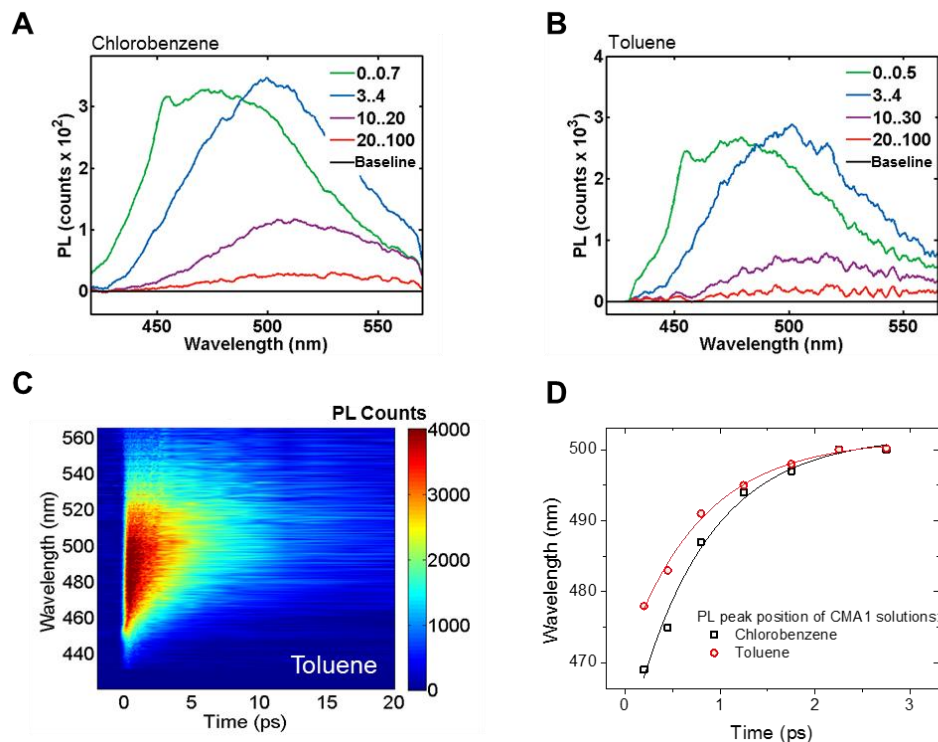 A
Chlorobenzene
PL (counts x 10²)
3
2
1
0
0..0.7
3..4
10..20
20..100
Baseline
450 500 550
Wavelength (nm)
B
Toluene
PL (counts x 10³)
4
3
2
1
0
0..0.5
3..4
10..30
20..100
Baseline
450 500 550
Wavelength (nm)
C
PL Counts
Wavelength (nm)
560
540
520
500
480
460
440
Toluene
0 5 10 15 20
Time (ps)
4000
3000
2000
1000
0
D
Wavelength (nm)
500
490
480
470
PL peak position of CMA1 solutions:
Chlorobenzene
Toluene
0 1 2 3
Time (ps)